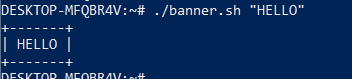 DESKTOP-MFQBR4V:~# ./banner.sh "HELLO"
+-------+
| HELLO |
+-------+
DESKTOP-MFQBR4V:~#